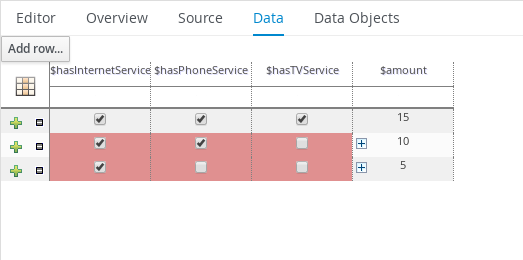 Editor Overview Source Data Data Objects
Add row...
$hasInternetService $hasPhoneService $hasTVService $amount
15
10
5